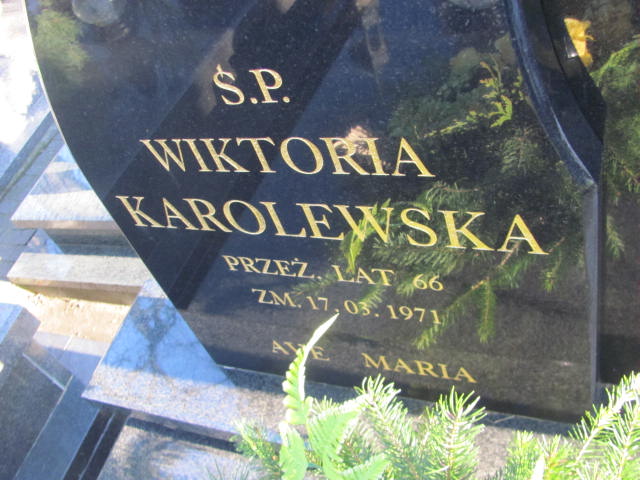 Ś.P.
WIKTORIA
KAROLEWSKA
PRZEŻ. LAT 66
ZM. 17.03.1971
AVE MARIA